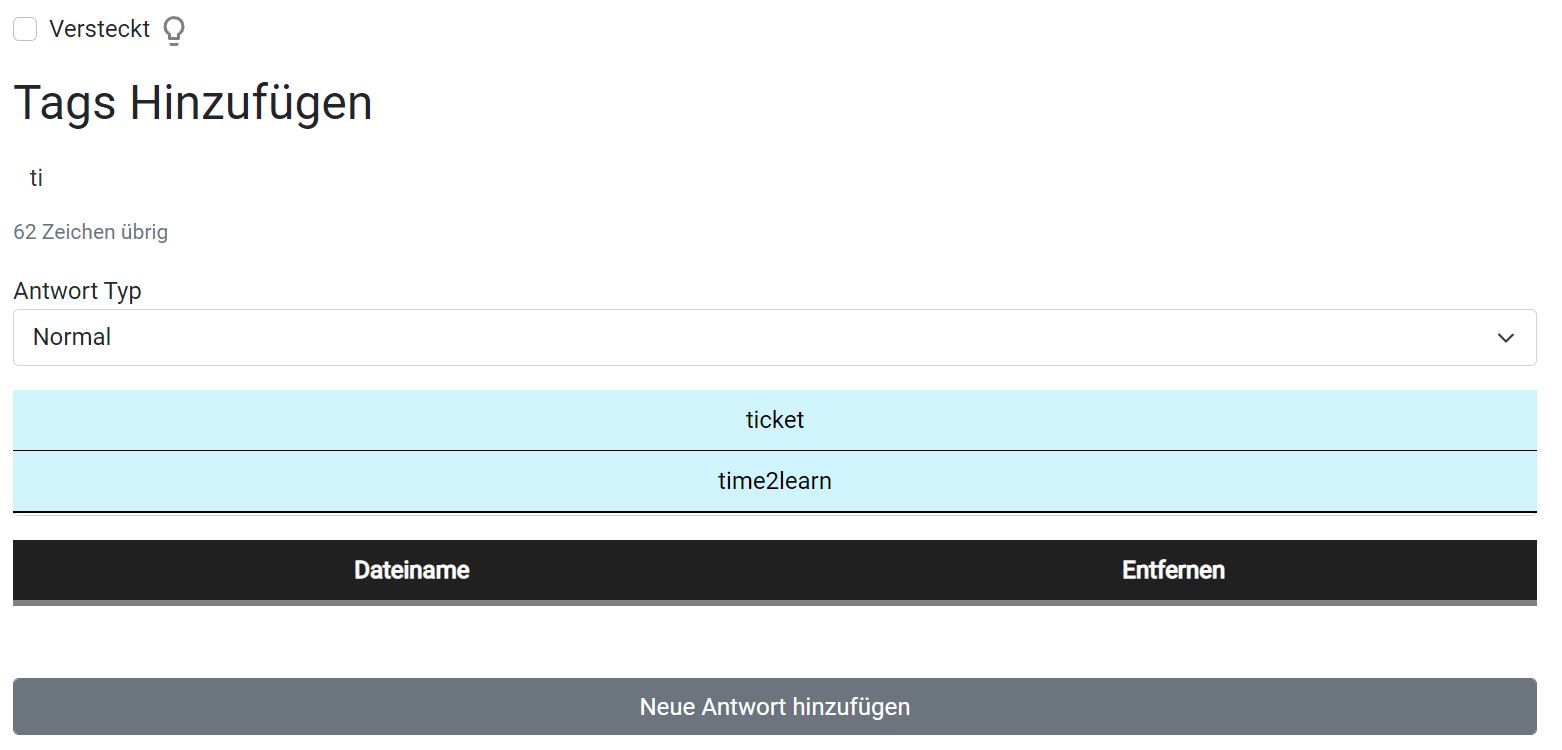 Versteckt
Tags Hinzufügen
ti
62 Zeichen übrig
Antwort Typ
Normal
ticket
time2learn
Dateiname Entfernen
Neue Antwort hinzufügen